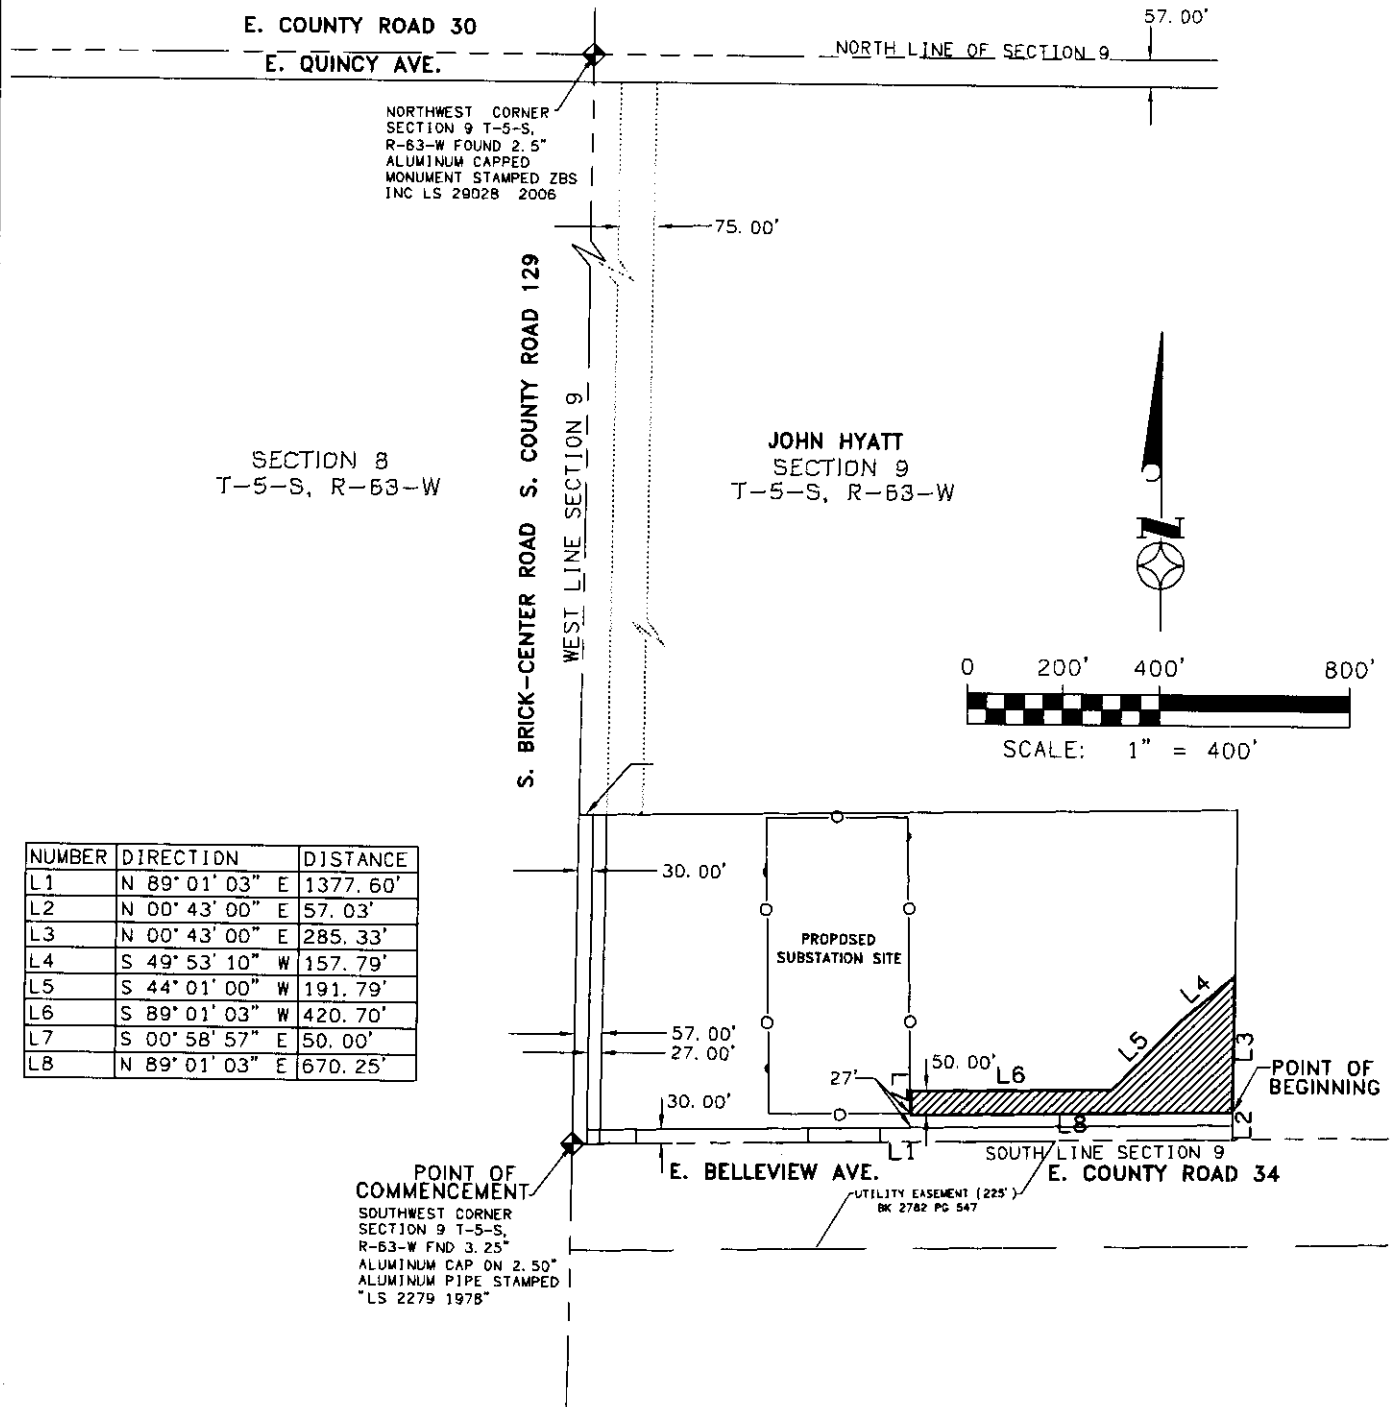 E. COUNTY ROAD 30
57.00'
NORTH LINE OF SECTION 9
E. QUINCY AVE.
NORTHWEST CORNER
SECTION 9 T-5-S,
R-63-W FOUND 2.5"
ALUMINUM CAPPED
MONUMENT STAMPED ZBS
INC LS 29028 2006
75.00'
S. BRICK-CENTER ROAD S. COUNTY ROAD 129
WEST LINE SECTION 9
SECTION 8
T-5-S, R-63-W
JOHN HYATT
SECTION 9
T-5-S, R-63-W
N
0 200' 400' 800'
SCALE: 1" = 400'
NUMBER DIRECTION DISTANCE
L1 N 89°01'03" E 1377.60'
L2 N 00°43'00" E 57.03'
L3 N 00°43'00" E 285.33'
L4 S 49°53'10" W 157.79'
L5 S 44°01'00" W 191.79'
L6 S 89°01'03" W 420.70'
L7 S 00°58'57" E 50.00'
L8 N 89°01'03" E 670.25'
30.00'
PROPOSED
SUBSTATION SITE
57.00'
27.00'
30.00'
27'
L7
50.00'
L6
L5
L4
L3
L2
L8
L1
POINT OF
BEGINNING
SOUTH LINE SECTION 9
E. BELLEVIEW AVE.
E. COUNTY ROAD 34
UTILITY EASEMENT (225')
BK 2782 PG 547
POINT OF
COMMENCEMENT
SOUTHWEST CORNER
SECTION 9 T-5-S,
R-63-W FND 3.25"
ALUMINUM CAP ON 2.50"
ALUMINUM PIPE STAMPED
"LS 2279 1978"